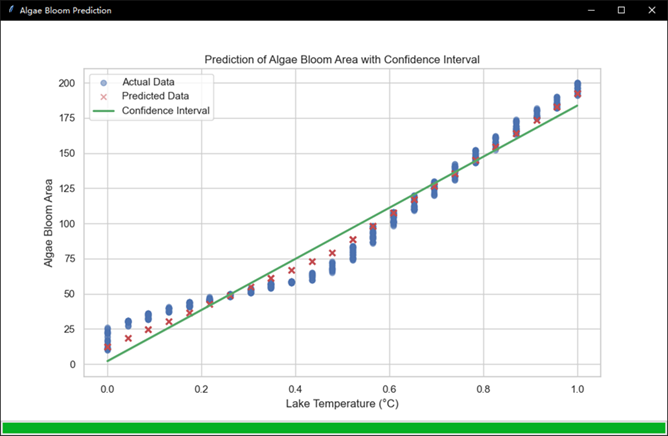 Algae Bloom Prediction
Prediction of Algae Bloom Area with Confidence Interval
Actual Data
Predicted Data
Confidence Interval
200
175
150
125
100
75
50
25
0
Algae Bloom Area
0.0 0.2 0.4 0.6 0.8 1.0
Lake Temperature (°C)